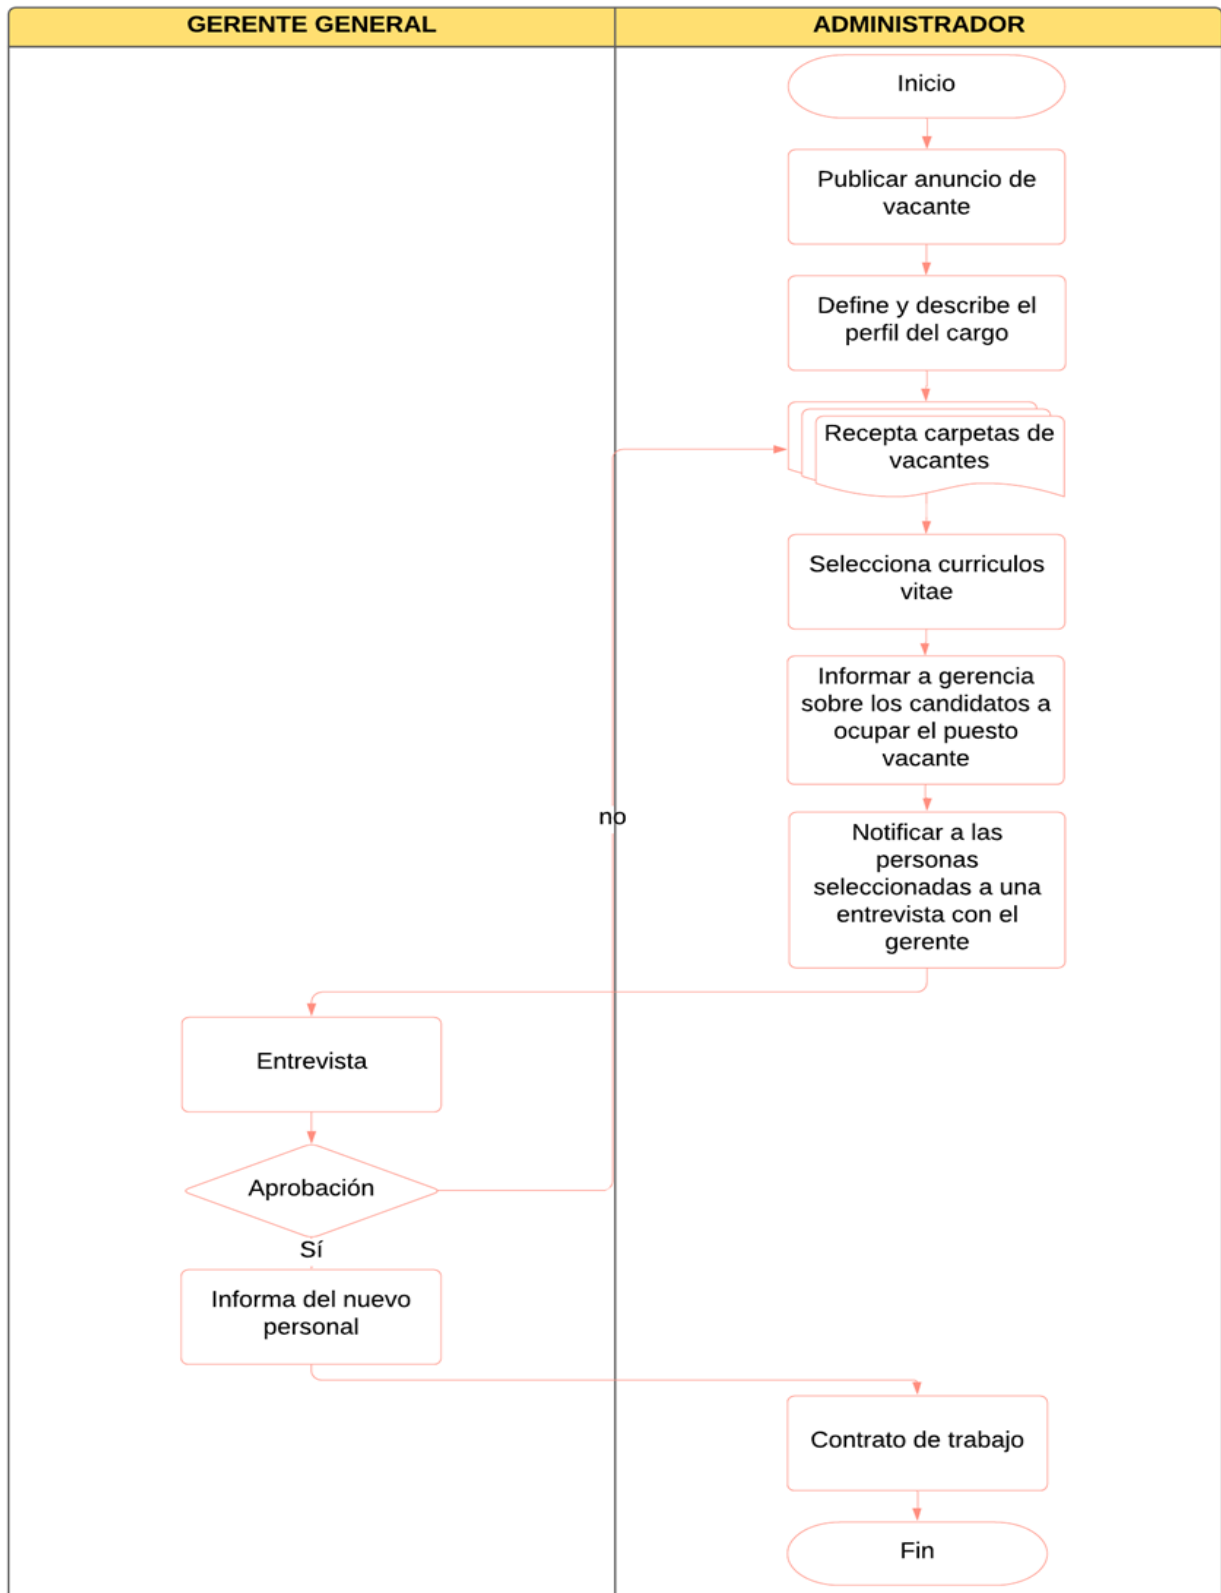 GERENTE GENERAL
ADMINISTRADOR
Inicio
Publicar anuncio de
vacante
Define y describe el
perfil del cargo
Recepta carpetas de
vacantes
Selecciona curriculos
vitae
Informar a gerencia
sobre los candidatos a
ocupar el puesto
vacante
no
Notificar a las
personas
seleccionadas a una
entrevista con el
gerente
Entrevista
Aprobación
Sí
Informa del nuevo
personal
Contrato de trabajo
Fin